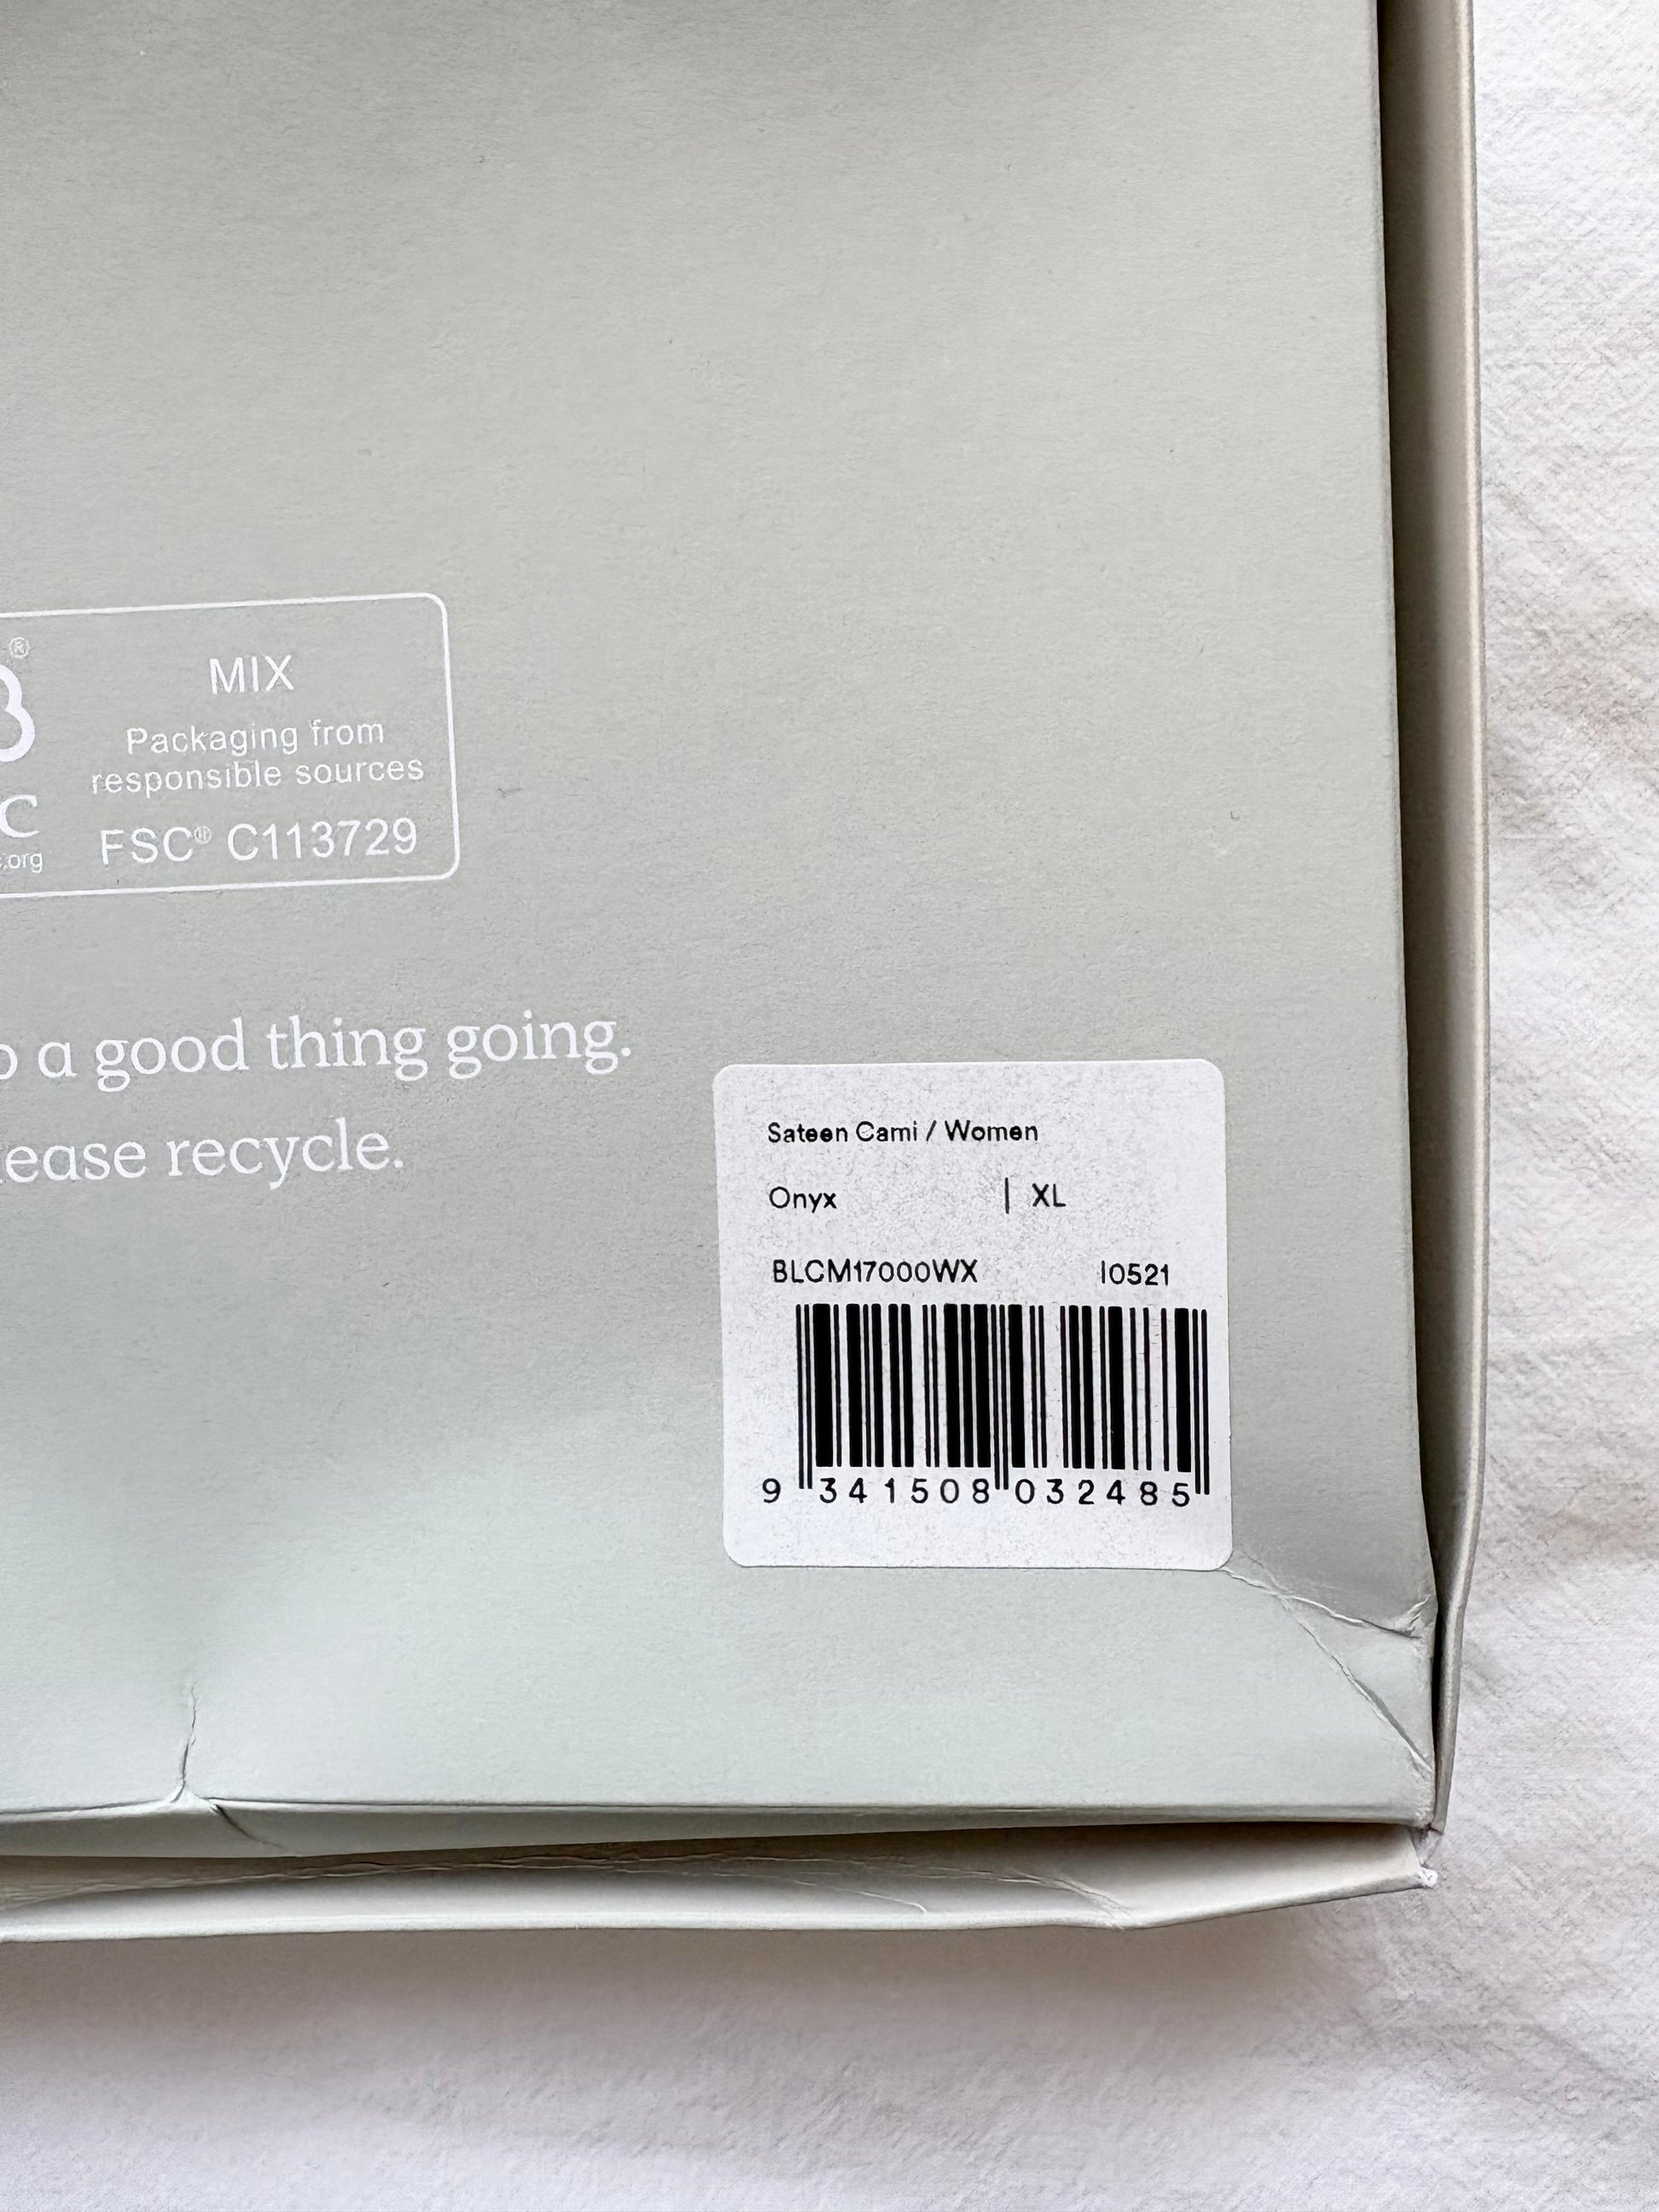 MIX
Packaging from
responsible sources
FSC® C113729
.org
a good thing going.
recycle.
Sateen Cami / Women
Onyx | XL
BLCM17000WX I0521
9 341508 032485